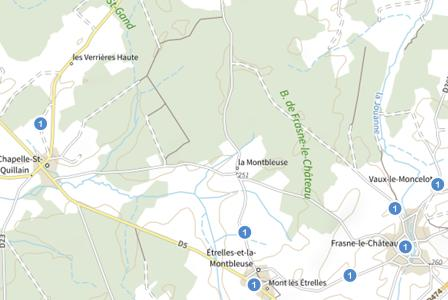 St-Gand
les Verrières Haute
B. de Frasne-le-Château
la Jouanne
1
1
1
1
1
1
1
1
Chapelle-St-
Quillain
la Montbleuse
251
Vaux-le-Moncelot
D23
D5
Étrelles-et-la-
Montbleuse
Frasne-le-Château
260
Mont lès Étrelles
D474